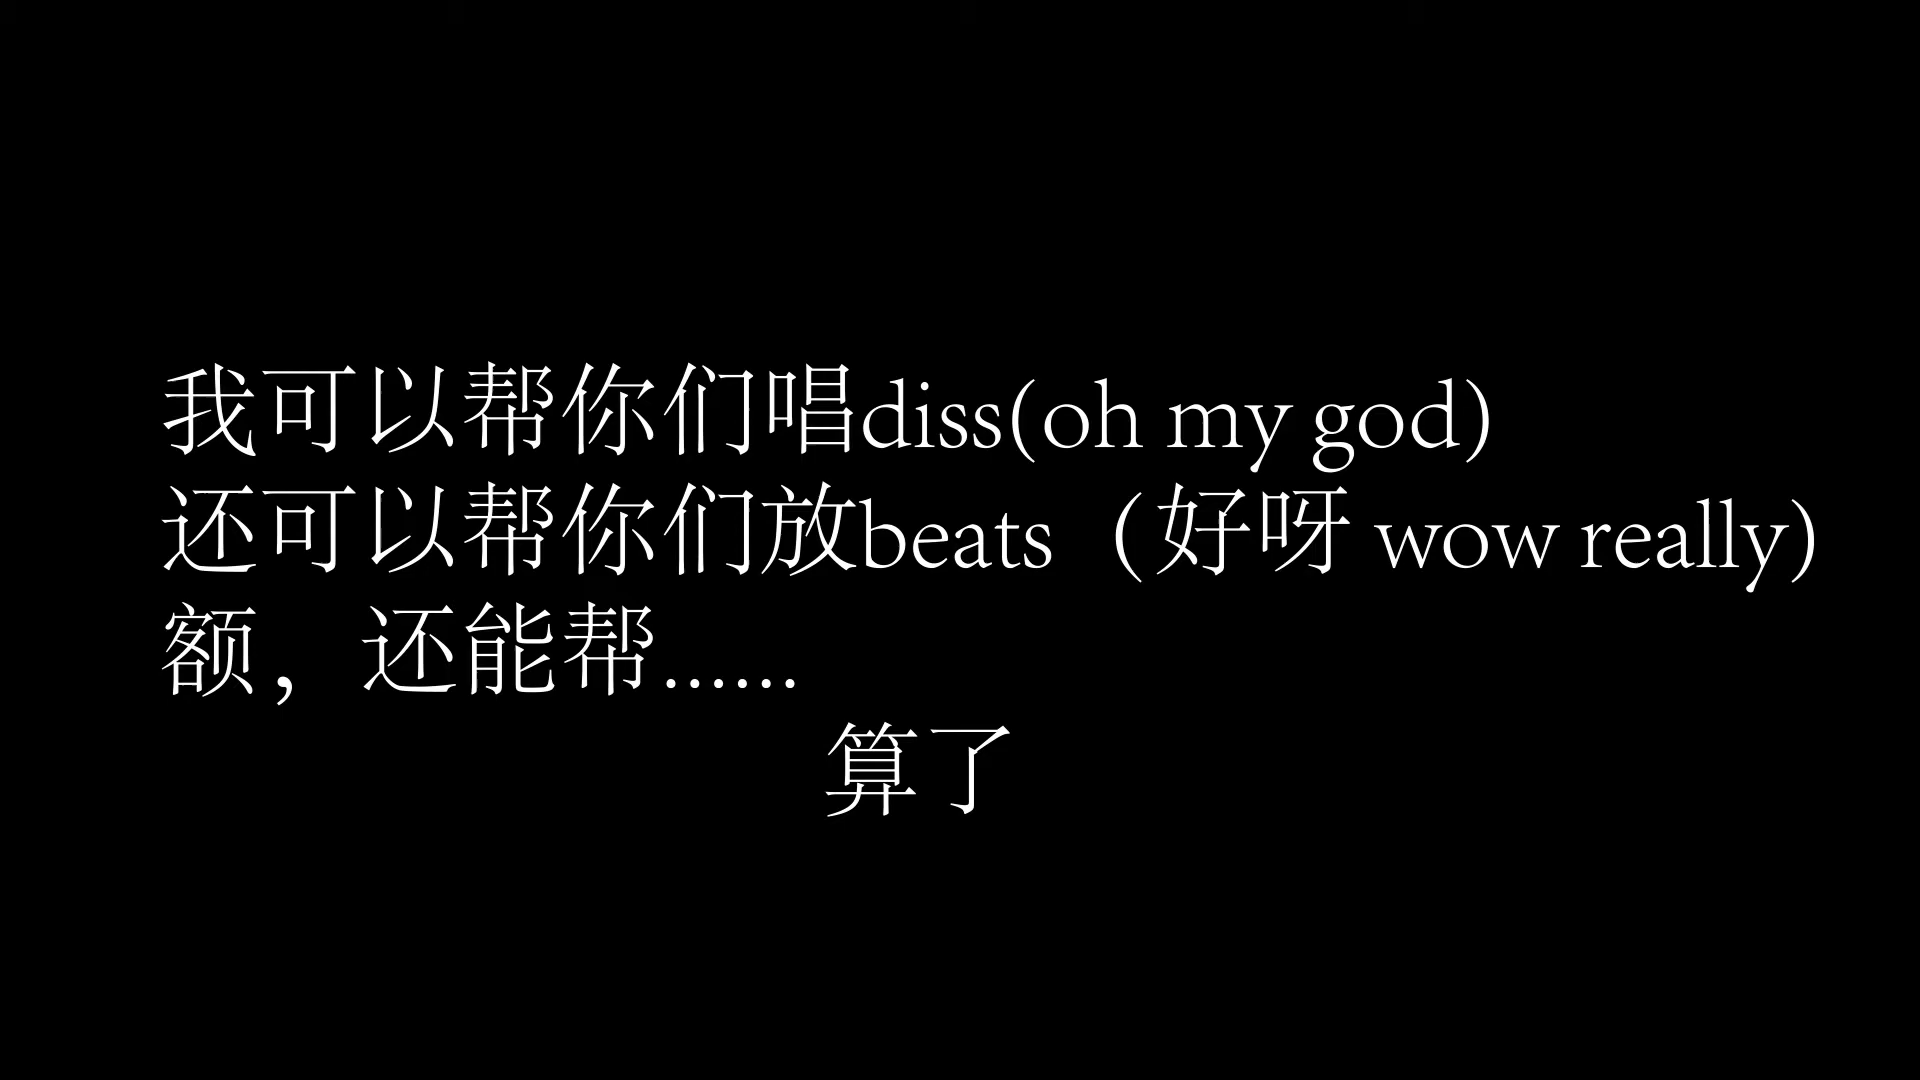 我可以帮你们唱diss(oh my god)
还可以帮你们放beats（好呀 wow really)
额，还能帮......
算了